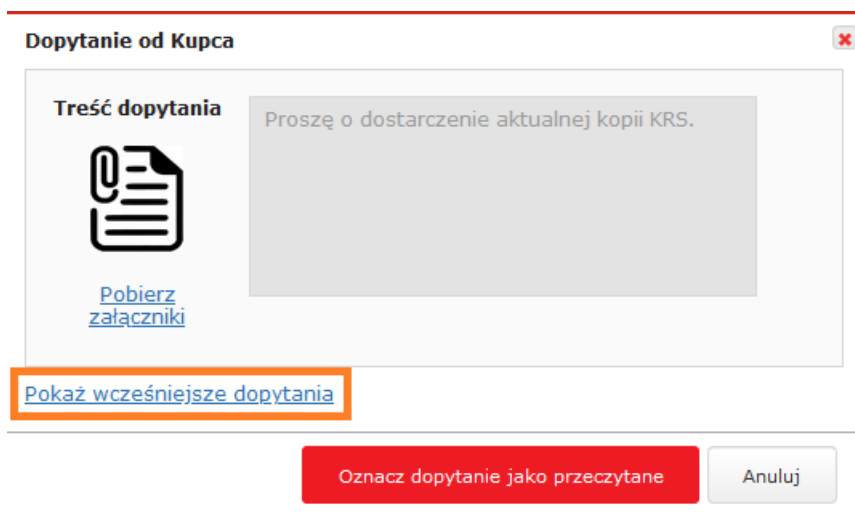 Dopytanie od Kupca
Treść dopytania
Proszę o dostarczenie aktualnej kopii KRS.
Pobierz
załączniki
Pokaż wcześniejsze dopytania
Oznacz dopytanie jako przeczytane
Anuluj